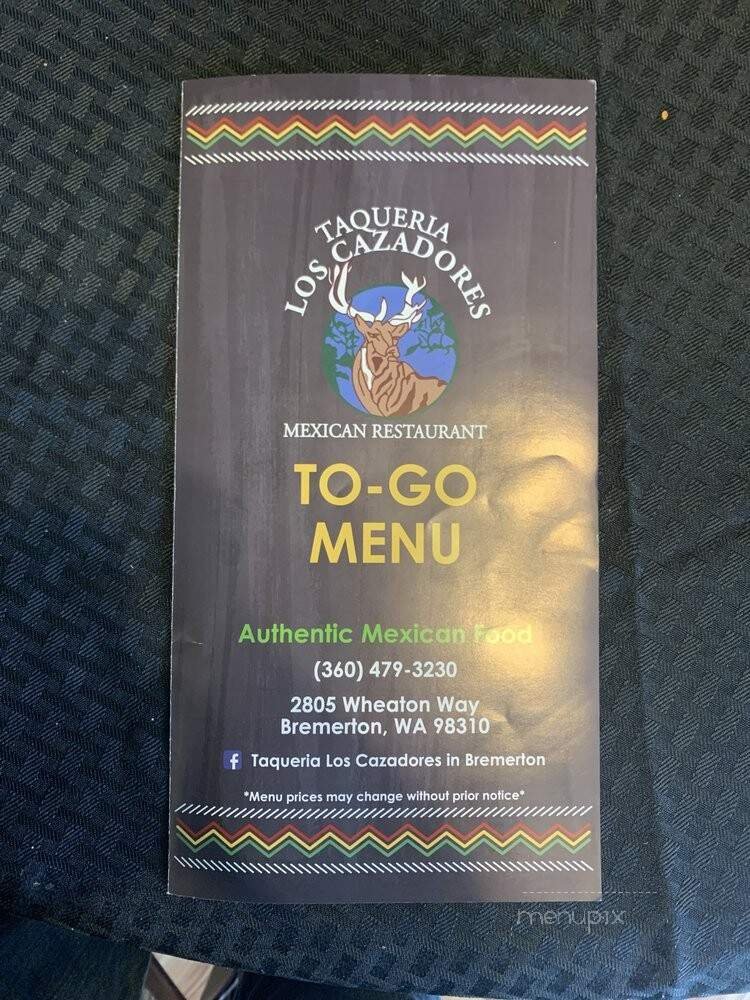 TAQUERIA
LOS CAZADORES
MEXICAN RESTAURANT
TO-GO
MENU
Authentic Mexican Food
(360) 479-3230
2805 Wheaton Way
Bremerton, WA 98310
f Taqueria Los Cazadores in Bremerton
*Menu prices may change without prior notice*
menupix